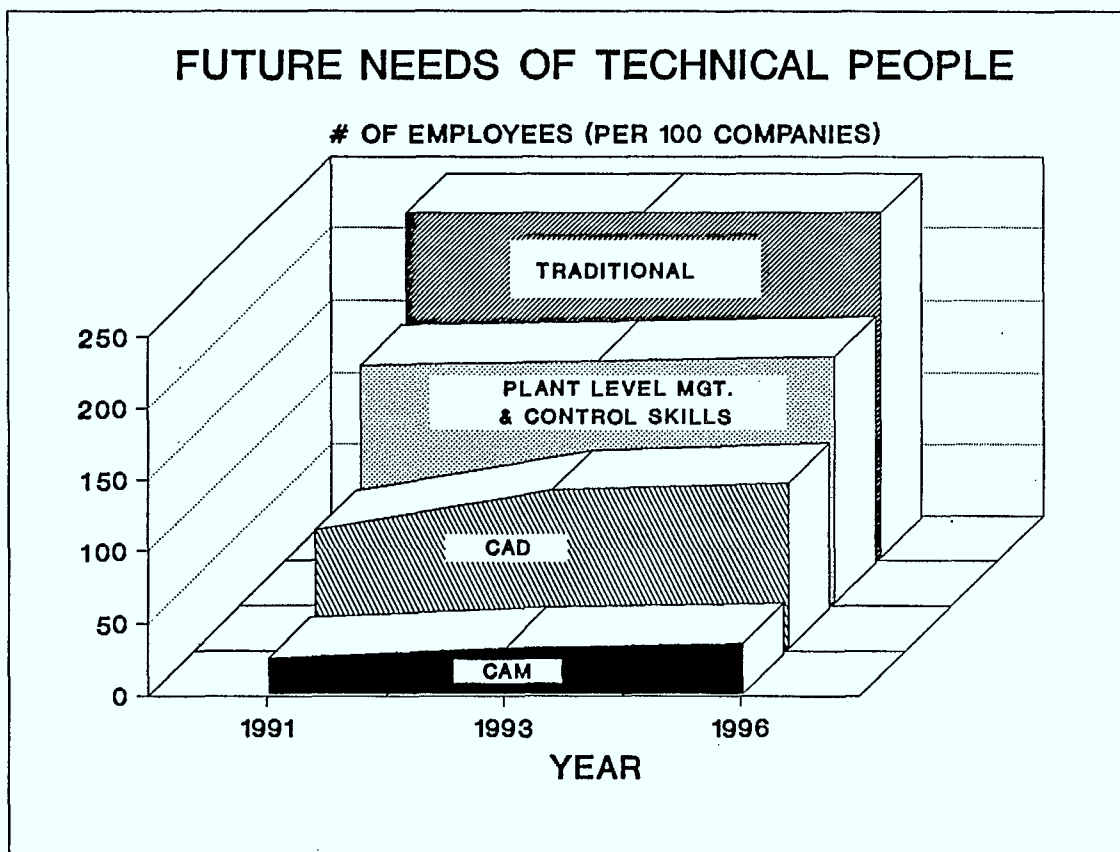 FUTURE NEEDS OF TECHNICAL PEOPLE
# OF EMPLOYEES (PER 100 COMPANIES)
TRADITIONAL
250
200
150
100
50
0
PLANT LEVEL MGT.
& CONTROL SKILLS
CAD
CAM
1991
1993
1996
YEAR